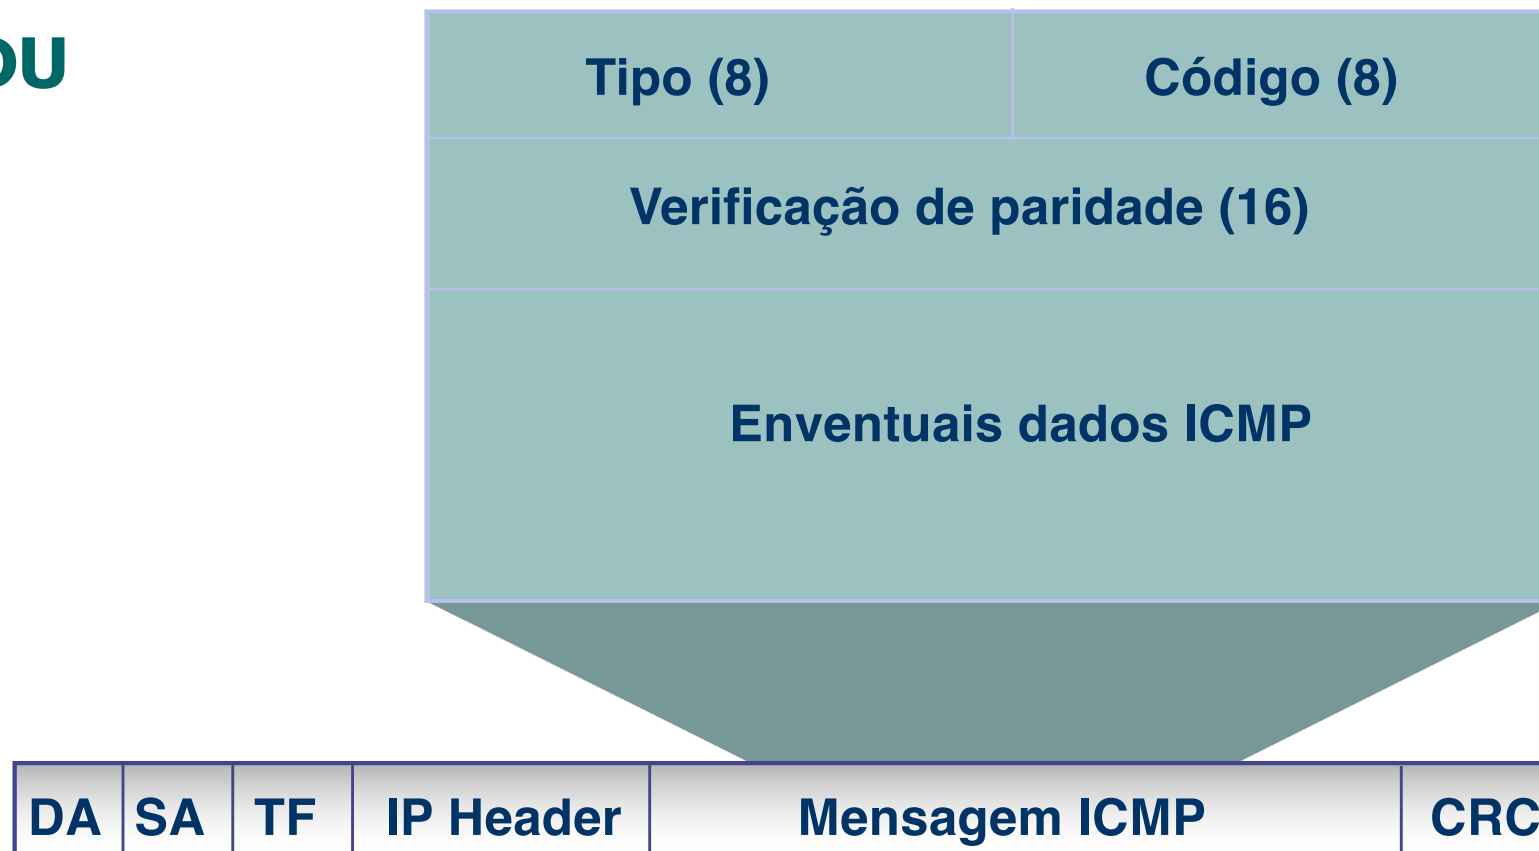 OU
Tipo (8) Código (8)
Verificação de paridade (16)
Enventuais dados ICMP
DA SA TF IP Header Mensagem ICMP CRC